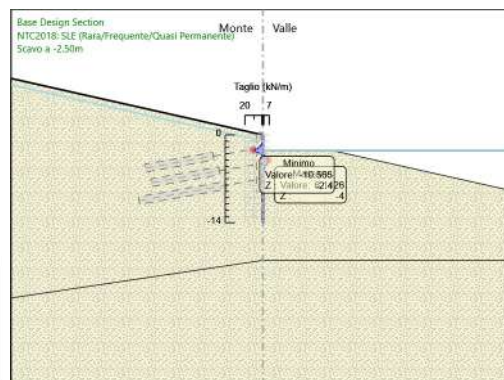 Base Design Section
NTC2018: SLE (Rara/Frequente/Quasi Permanente)
Scavo a -2.50m
Monte Valle
Taglio [kN/m]
20 7
0
Minimo
Valore: -10.565
Z
Valore:
Z : -4
-14